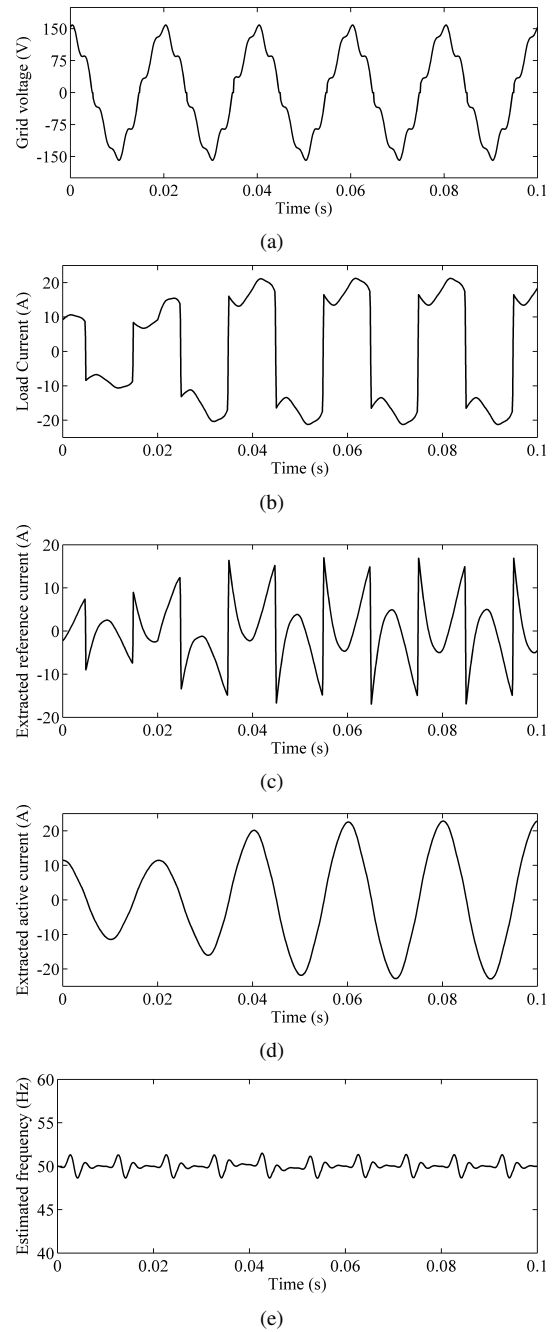 150
75
0
-75
-150
Grid voltage (V)
0 0.02 0.04 0.06 0.08 0.1
Time (s)
(a)
20
10
0
-10
-20
Load Current (A)
0 0.02 0.04 0.06 0.08 0.1
Time (s)
(b)
20
10
0
-10
-20
Extracted reference current (A)
0 0.02 0.04 0.06 0.08 0.1
Time (s)
(c)
20
10
0
-10
-20
Extracted active current (A)
0 0.02 0.04 0.06 0.08 0.1
Time (s)
(d)
60
55
50
45
40
Estimated frequency (Hz)
0 0.02 0.04 0.06 0.08 0.1
Time (s)
(e)